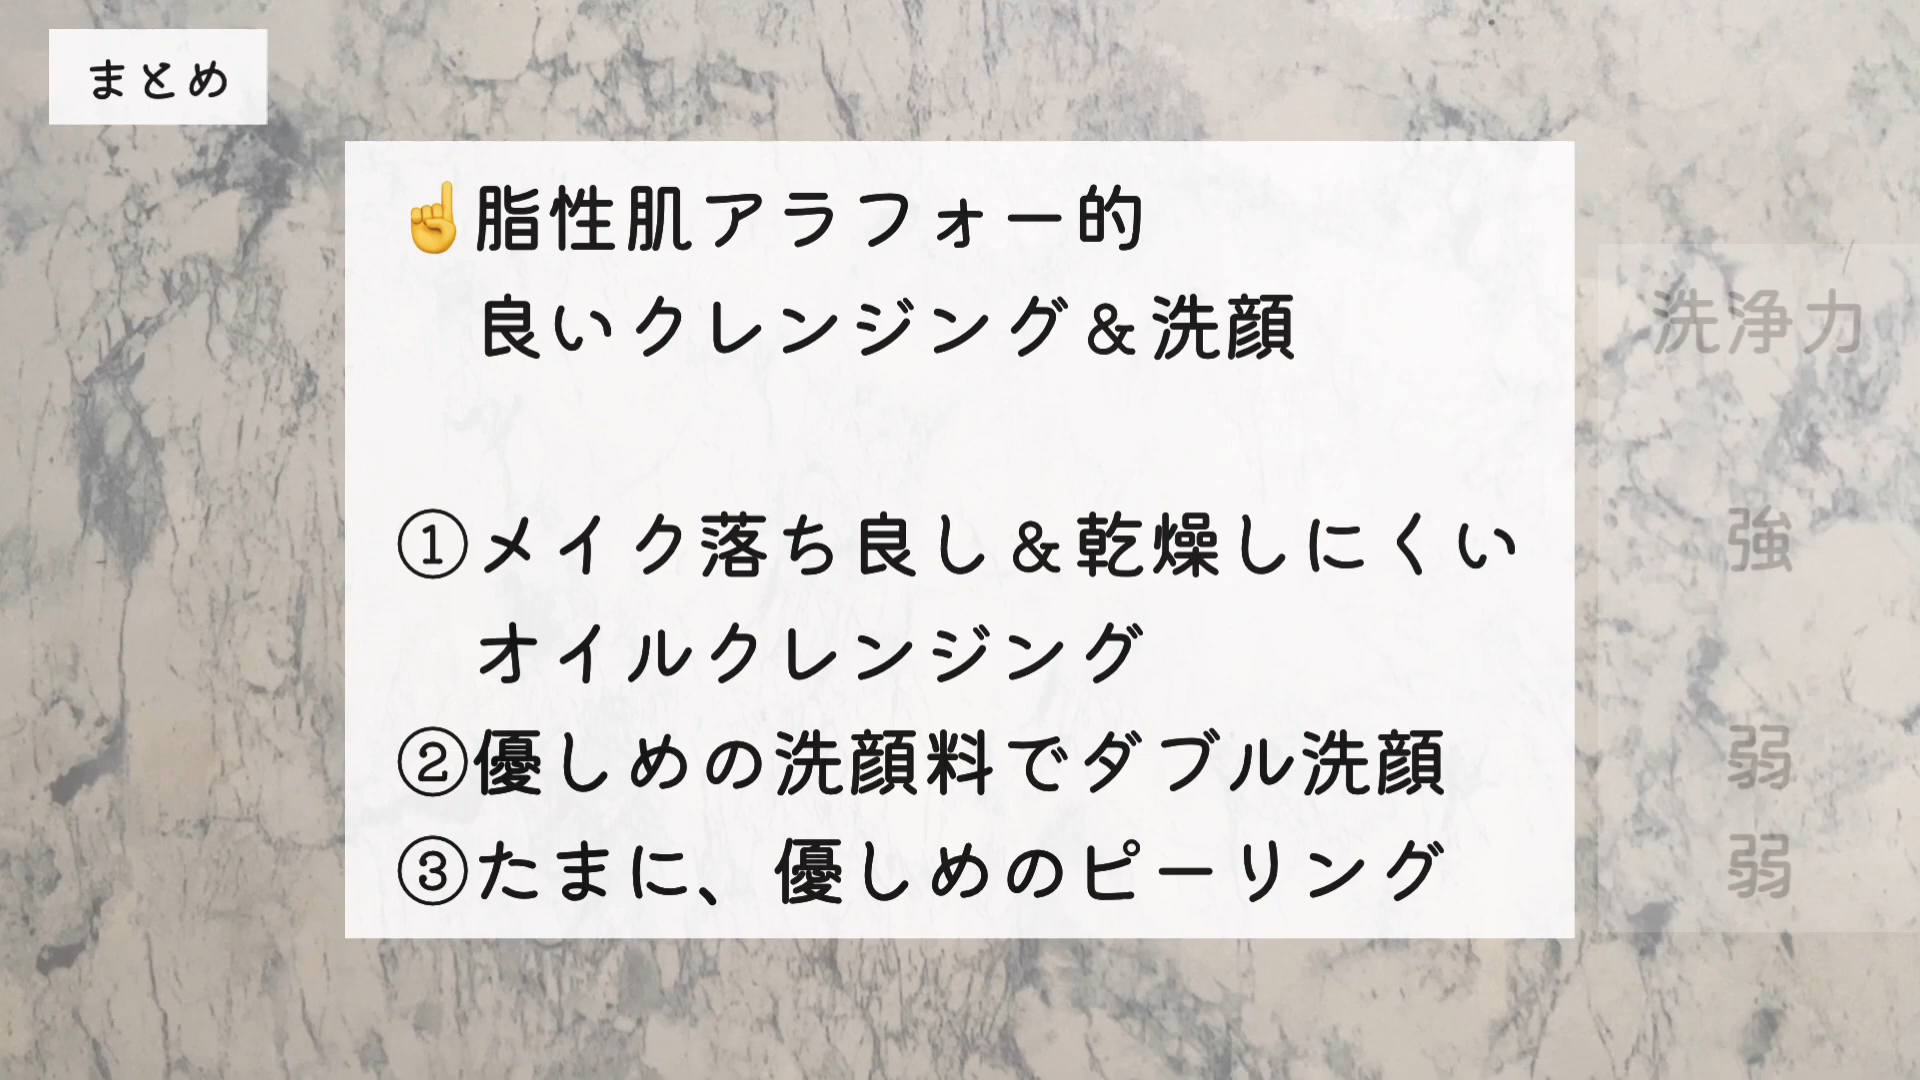 まとめ
☝脂性肌アラフォー的
良いクレンジング＆洗顔
①メイク落ち良し＆乾燥しにくい
オイルクレンジング
②優しめの洗顔料でダブル洗顔
③たまに、優しめのピーリング
洗浄力
強
弱
弱